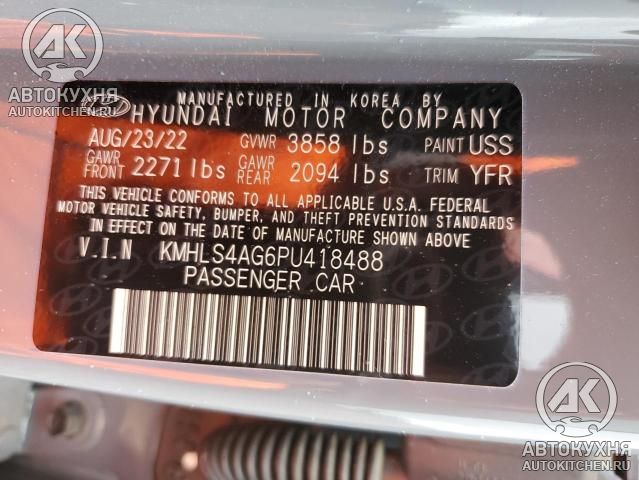 АВТОКУХНЯ
AUTOKITCHEN.RU
MANUFACTURED IN KOREA BY
HYUNDAI MOTOR COMPANY
AUG/23/22 GVWR 3858 lbs PAINT USS
GAWR FRONT 2271 lbs GAWR REAR 2094 lbs TRIM YFR
THIS VEHICLE CONFORMS TO ALL APPLICABLE U.S.A. FEDERAL
MOTOR VEHICLE SAFETY, BUMPER, AND THEFT PREVENTION STANDARDS
IN EFFECT ON THE DATE OF MANUFACTURE SHOWN ABOVE.
V.I.N KMHLS4AG6PU418488
PASSENGER CAR
АК
АВТОКУХНЯ
AUTOKITCHEN.RU